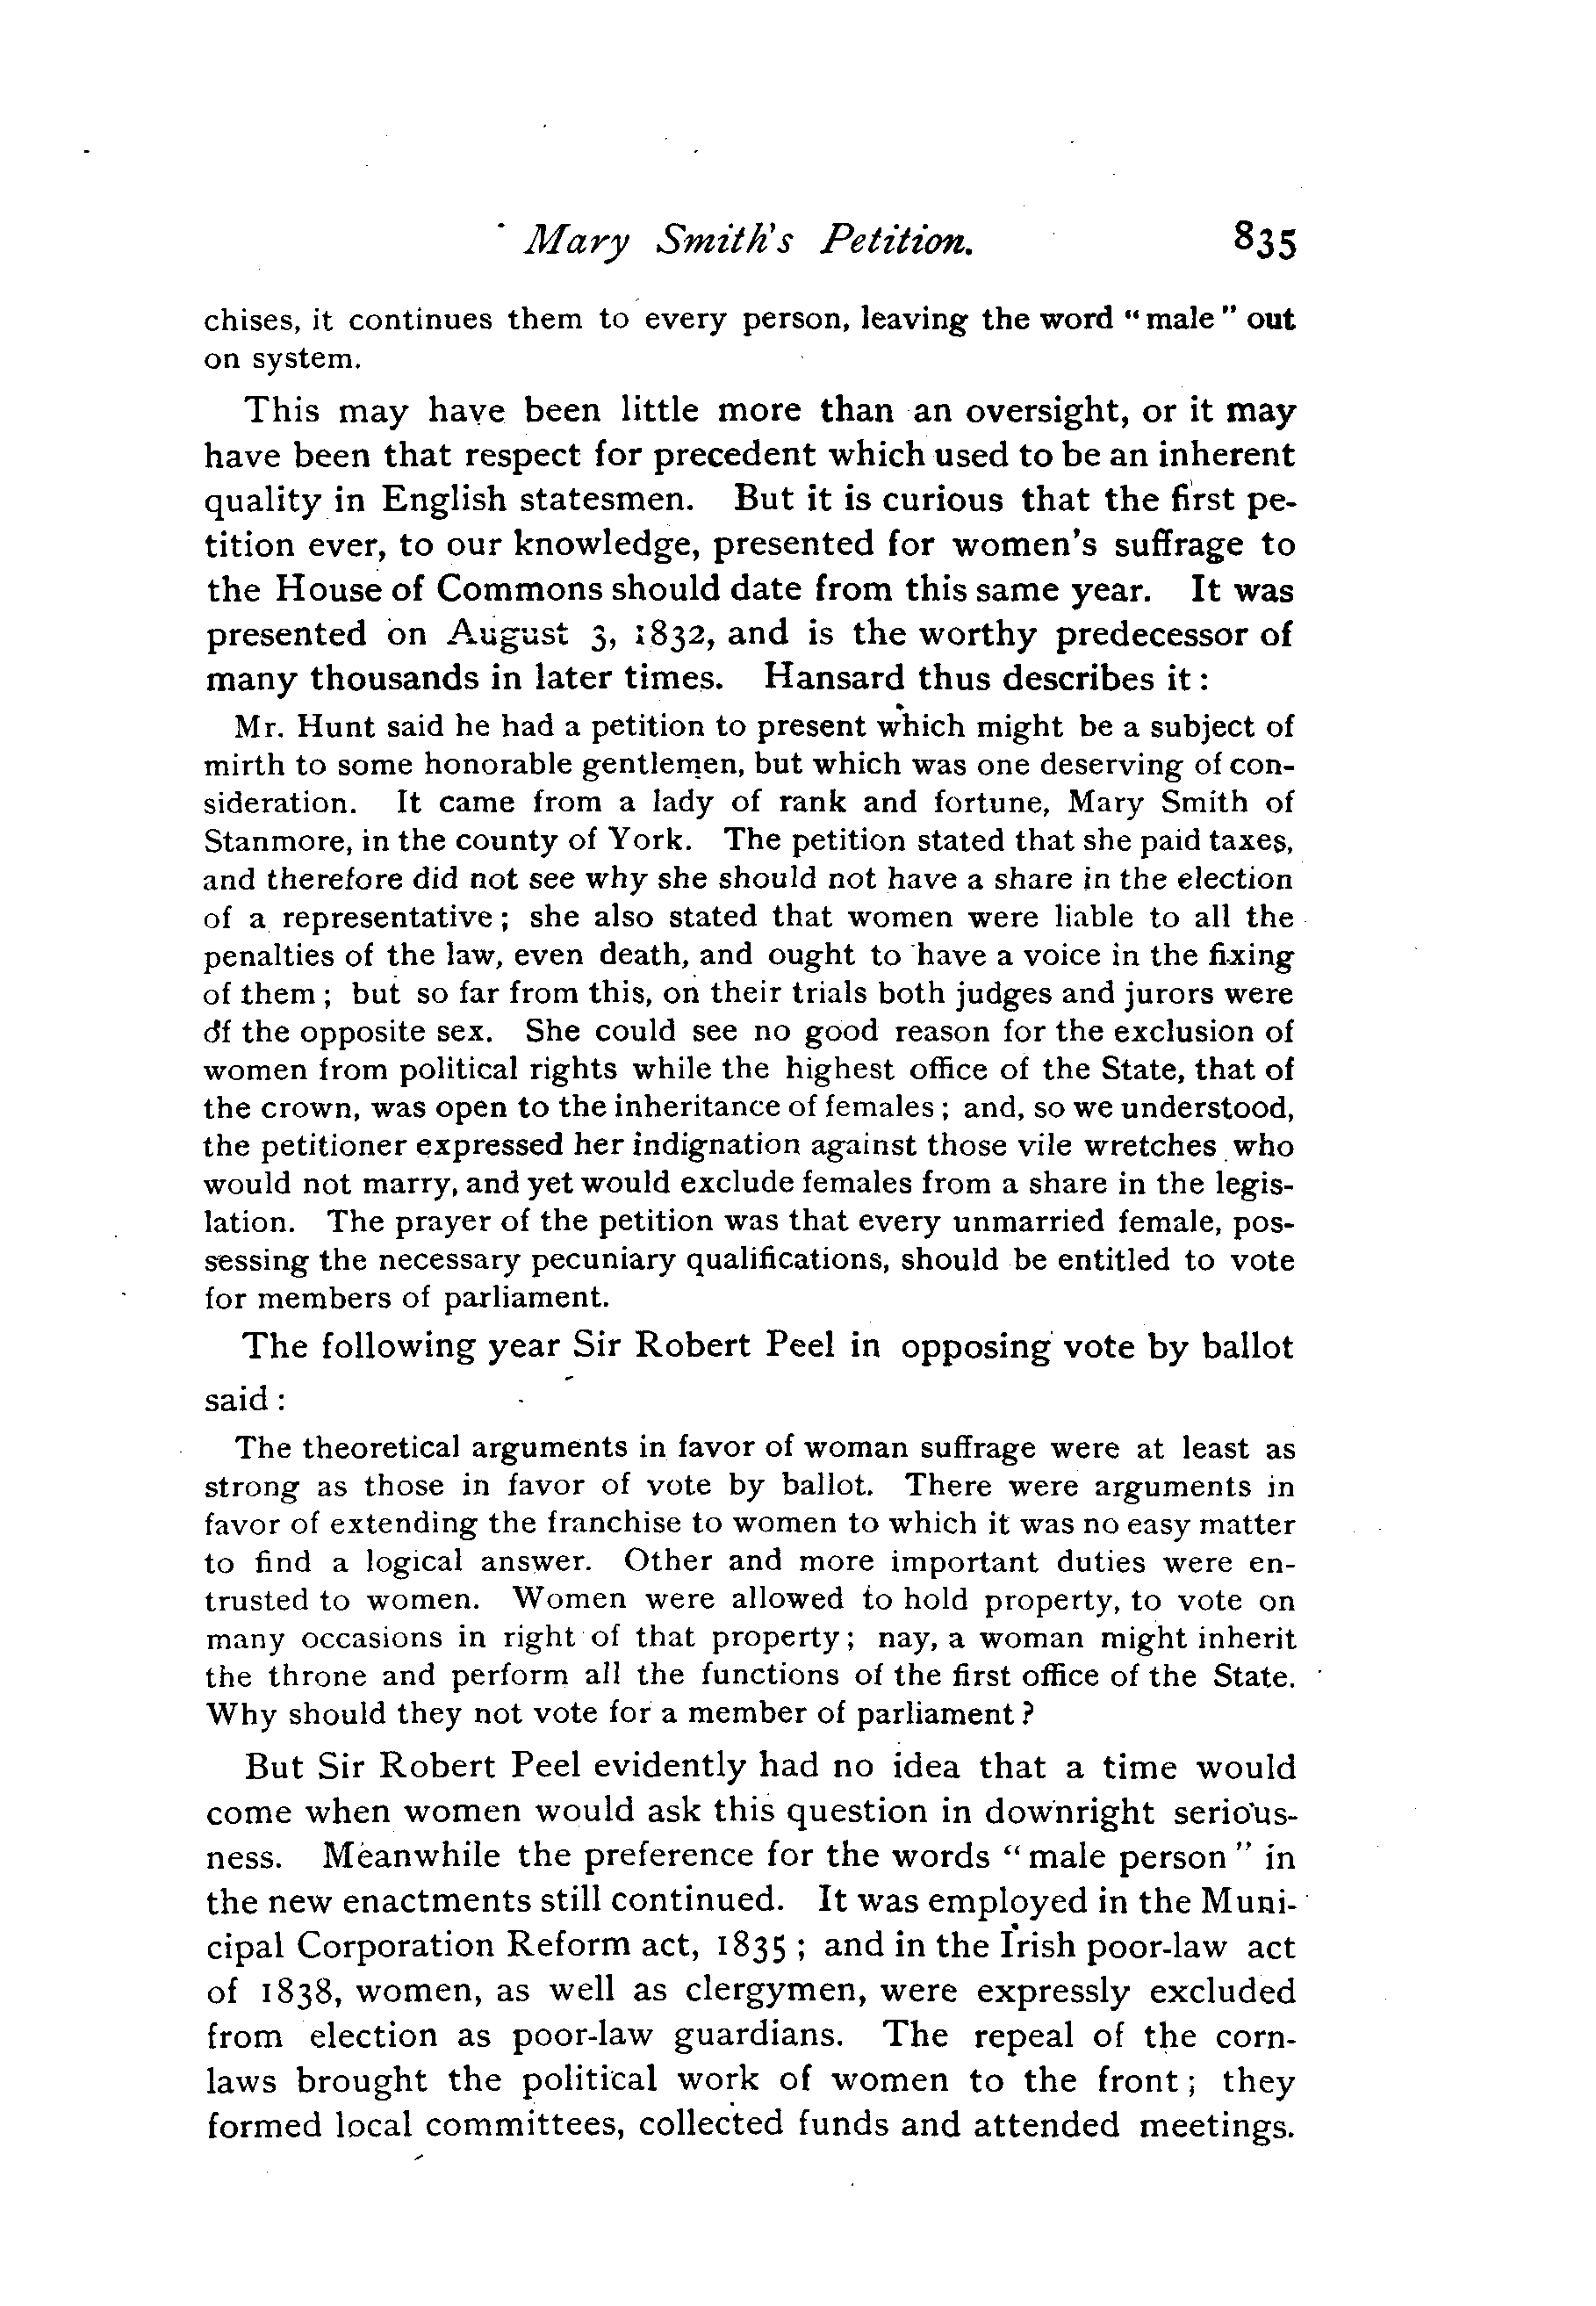 Mary Smith's Petition. 835
chises, it continues them to every person, leaving the word "male" out
on system.
This may have been little more than an oversight, or it may
have been that respect for precedent which used to be an inherent
quality in English statesmen. But it is curious that the first pe-
tition ever, to our knowledge, presented for women's suffrage to
the House of Commons should date from this same year. It was
presented on August 3, 1832, and is the worthy predecessor of
many thousands in later times. Hansard thus describes it:
Mr. Hunt said he had a petition to present which might be a subject of
mirth to some honorable gentlemen, but which was one deserving of con-
sideration. It came from a lady of rank and fortune, Mary Smith of
Stanmore, in the county of York. The petition stated that she paid taxes,
and therefore did not see why she should not have a share in the election
of a representative; she also stated that women were liable to all the
penalties of the law, even death, and ought to have a voice in the fixing
of them; but so far from this, on their trials both judges and jurors were
of the opposite sex. She could see no good reason for the exclusion of
women from political rights while the highest office of the State, that of
the crown, was open to the inheritance of females; and, so we understood,
the petitioner expressed her indignation against those vile wretches who
would not marry, and yet would exclude females from a share in the legis-
lation. The prayer of the petition was that every unmarried female, pos-
sessing the necessary pecuniary qualifications, should be entitled to vote
for members of parliament.
The following year Sir Robert Peel in opposing vote by ballot
said:
The theoretical arguments in favor of woman suffrage were at least as
strong as those in favor of vote by ballot. There were arguments in
favor of extending the franchise to women to which it was no easy matter
to find a logical answer. Other and more important duties were en-
trusted to women. Women were allowed to hold property, to vote on
many occasions in right of that property; nay, a woman might inherit
the throne and perform all the functions of the first office of the State.
Why should they not vote for a member of parliament?
But Sir Robert Peel evidently had no idea that a time would
come when women would ask this question in downright serious-
ness. Meanwhile the preference for the words "male person" in
the new enactments still continued. It was employed in the Muni-
cipal Corporation Reform act, 1835; and in the Irish poor-law act
of 1838, women, as well as clergymen, were expressly excluded
from election as poor-law guardians. The repeal of the corn-
laws brought the political work of women to the front; they
formed local committees, collected funds and attended meetings.